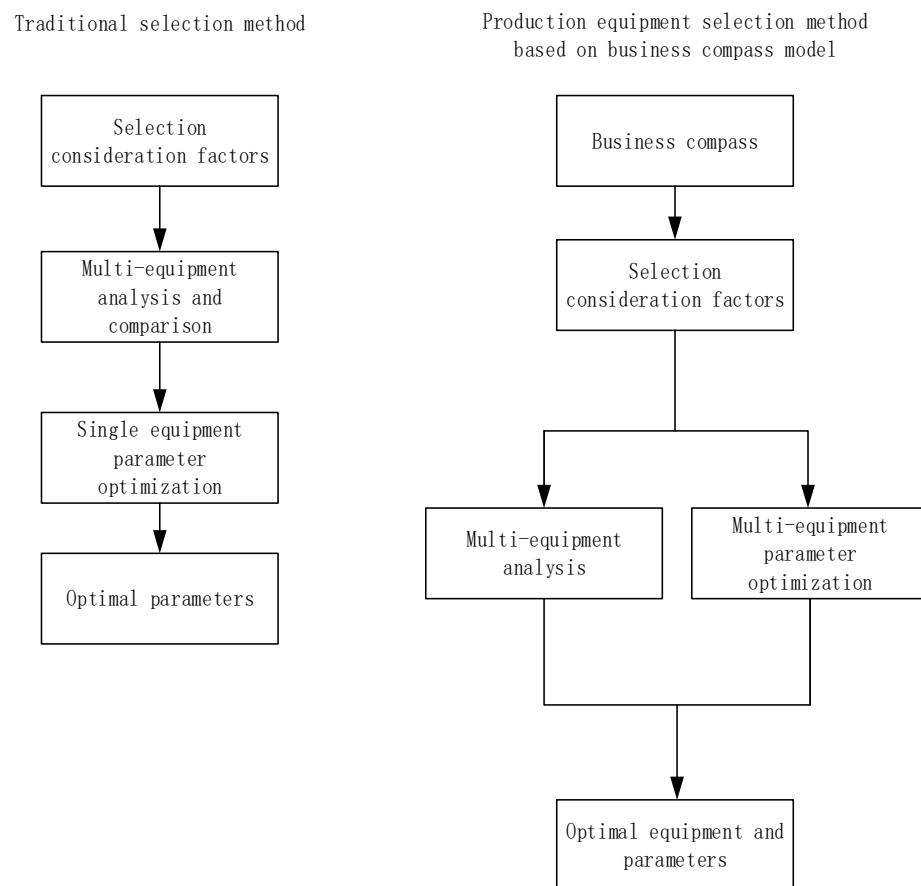 Traditional selection method
Selection
consideration factors
Multi-equipment
analysis and
comparison
Single equipment
parameter
optimization
Optimal parameters
Production equipment selection method
based on business compass model
Business compass
Selection
consideration factors
Multi-equipment
analysis
Multi-equipment
parameter
optimization
Optimal equipment and
parameters